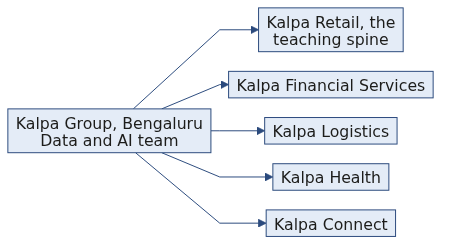 Kalpa Group, Bengaluru
Data and AI team
Kalpa Retail, the
teaching spine
Kalpa Financial Services
Kalpa Logistics
Kalpa Health
Kalpa Connect